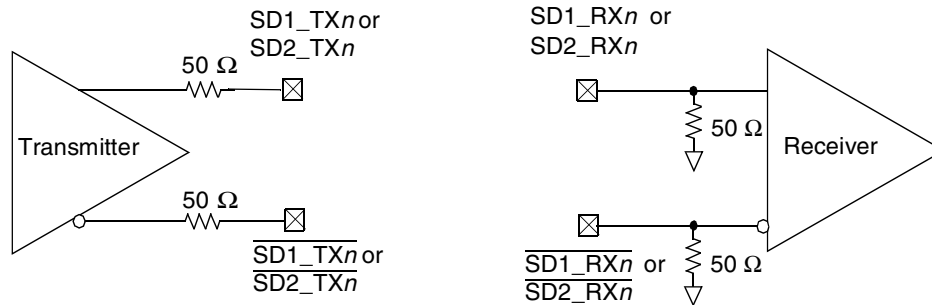 SD1_TXn or
SD2_TXn
50 Ω
Transmitter
50 Ω
SD1_TXn or
SD2_TXn
SD1_RXn or
SD2_RXn
50 Ω
Receiver
SD1_RXn or
SD2_RXn
50 Ω